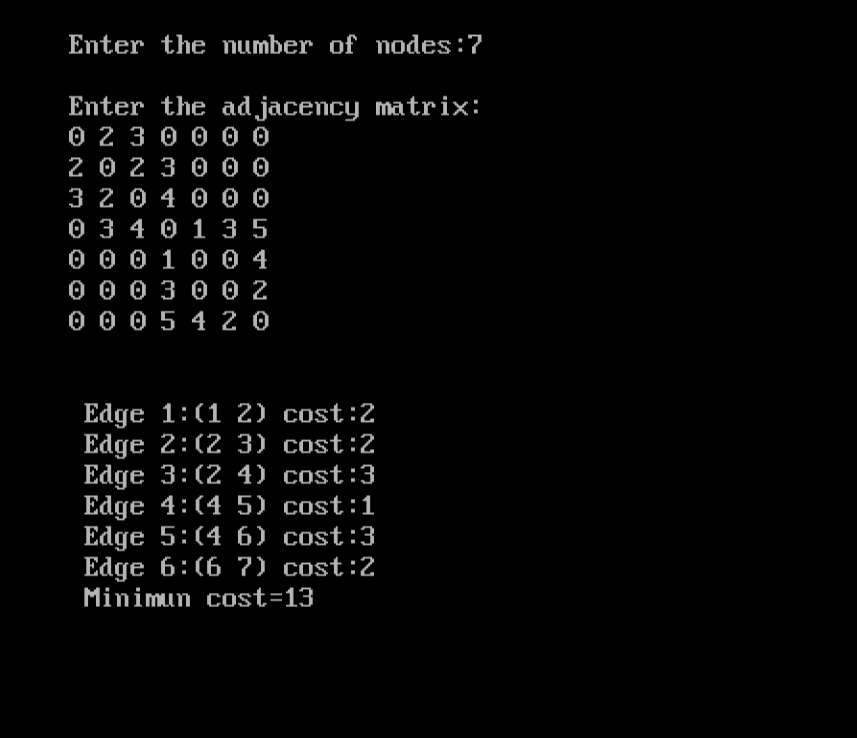 Enter the number of nodes:7
Enter the adjacency matrix:
0 2 3 0 0 0 0
2 0 2 3 0 0 0
3 2 0 4 0 0 0
0 3 4 0 1 3 5
0 0 0 1 0 0 4
0 0 0 3 0 0 2
0 0 0 5 4 2 0
Edge 1:(1 2) cost:2
Edge 2:(2 3) cost:2
Edge 3:(2 4) cost:3
Edge 4:(4 5) cost:1
Edge 5:(4 6) cost:3
Edge 6:(6 7) cost:2
Minimun cost=13